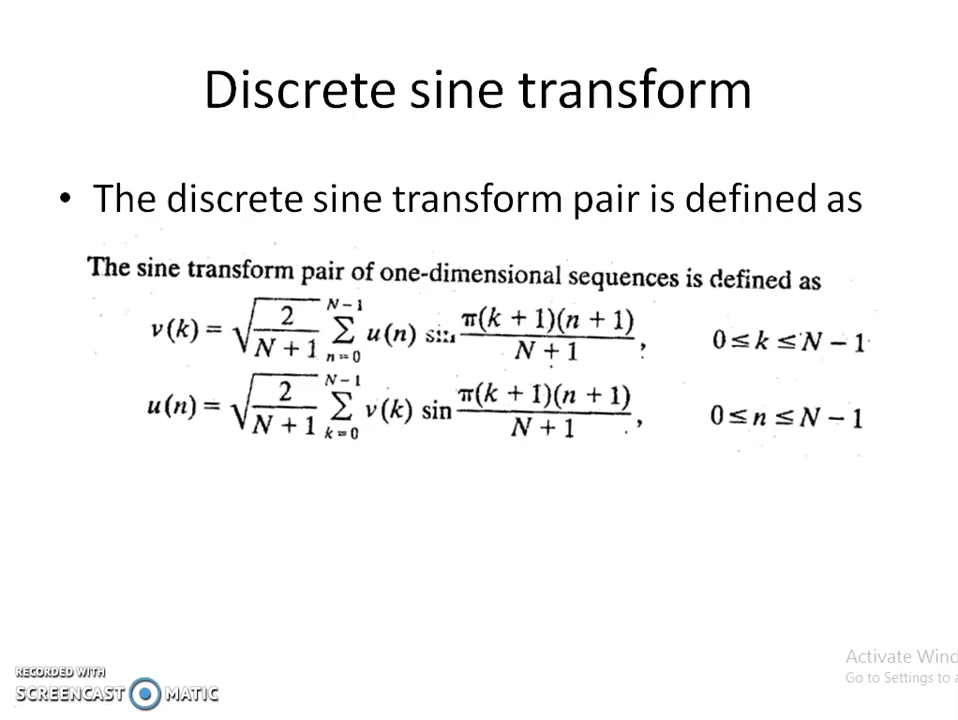 Discrete sine transform
• The discrete sine transform pair is defined as
The sine transform pair of one-dimensional sequences is defined as
v(k) = √(2/(N + 1)) Σ_{n=0}^{N−1} u(n) sin (π(k + 1)(n + 1))/(N + 1), 0 ≤ k ≤ N − 1
u(n) = √(2/(N + 1)) Σ_{k=0}^{N−1} v(k) sin (π(k + 1)(n + 1))/(N + 1), 0 ≤ n ≤ N − 1
Activate Wind
Go to Settings to a
RECORDED WITH
SCREENCAST MATIC